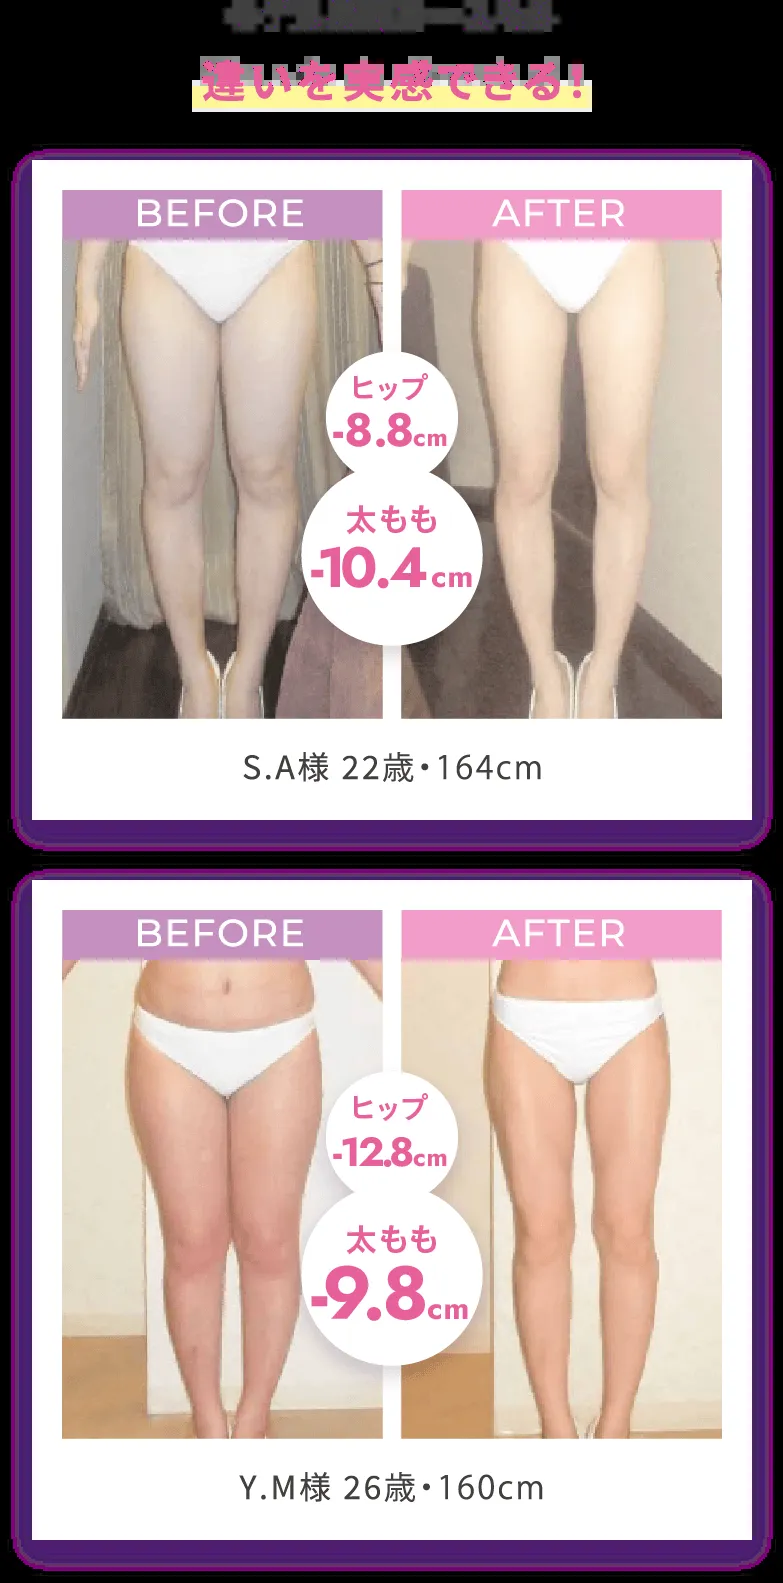 違いを実感できる!
BEFORE
AFTER
ヒップ
-8.8cm
太もも
-10.4cm
S.A様 22歳・164cm
BEFORE
AFTER
ヒップ
-12.8cm
太もも
-9.8cm
Y.M様 26歳・160cm